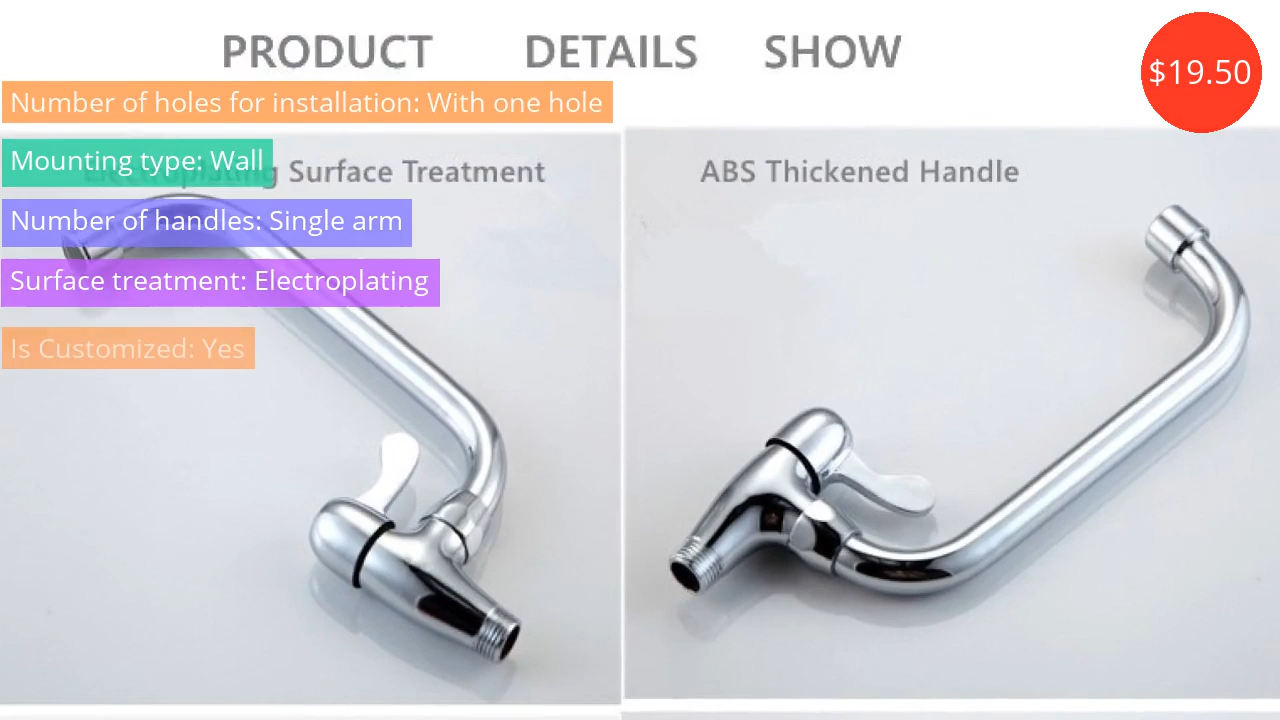 PRODUCT DETAILS SHOW
$19.50
Number of holes for installation: With one hole
Mounting type: Wall
Electroplating Surface Treatment
ABS Thickened Handle
Number of handles: Single arm
Surface treatment: Electroplating
Is Customized: Yes